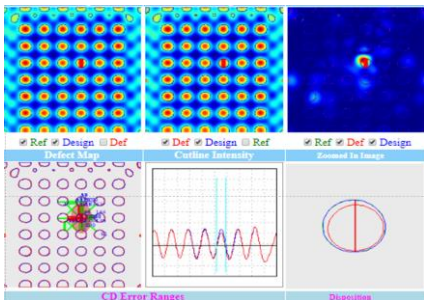 Ref Design Def
Def Design Ref
Ref Def Design
Defect Map
Cutline Intensity
Zoomed In Image
CD Error Ranges
Disposition